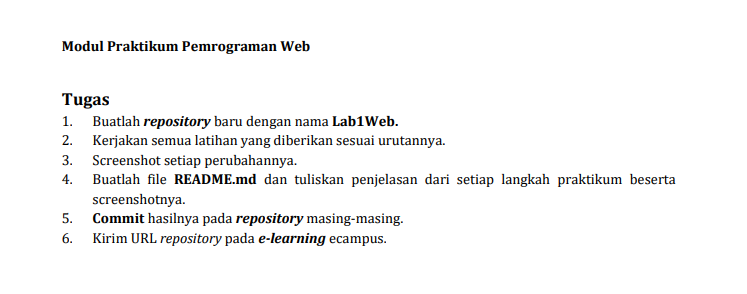 Modul Praktikum Pemrograman Web
Tugas
1. Buatlah repository baru dengan nama Lab1Web.
2. Kerjakan semua latihan yang diberikan sesuai urutannya.
3. Screenshot setiap perubahannya.
4. Buatlah file README.md dan tuliskan penjelasan dari setiap langkah praktikum beserta
screenshotnya.
5. Commit hasilnya pada repository masing-masing.
6. Kirim URL repository pada e-learning ecampus.